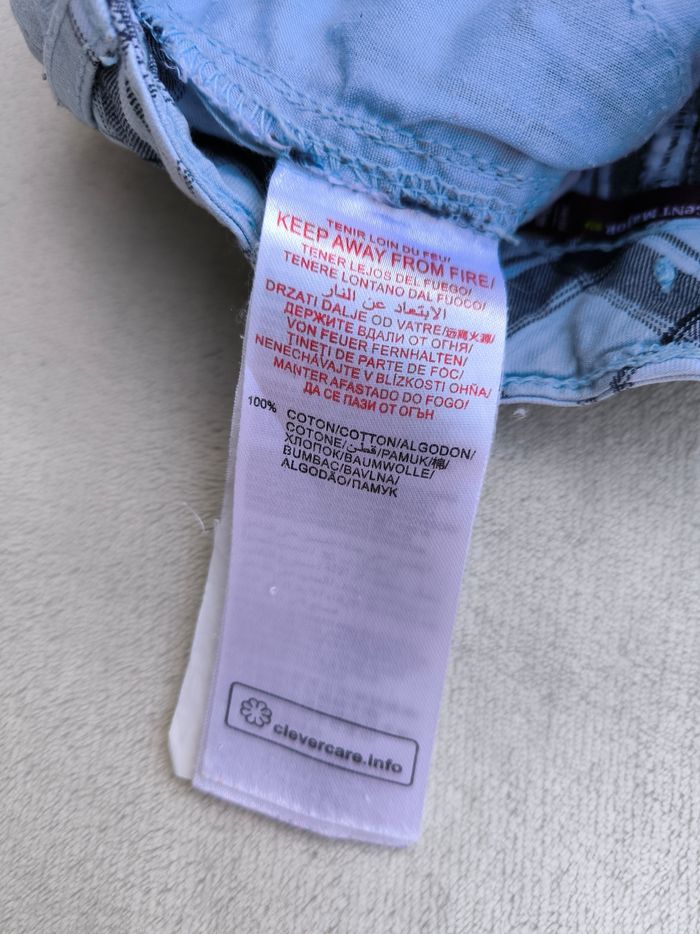 TENIR LOIN DU FEU/
KEEP AWAY FROM FIRE/
TENER LEJOS DEL FUEGO/
TENERE LONTANO DAL FUOCO/
الابتعاد عن النار
DRZATI DALJE OD VATRE/远离火源/
ДЕРЖИТЕ ВДАЛИ ОТ ОГНЯ/
VON FEUER FERNHALTEN/
ȚINEȚI DE PARTE DE FOC/
NENECHÁVAJTE V BLÍZKOSTI OHŇA/
MANTER AFASTADO DO FOGO/
ДА СЕ ПАЗИ ОТ ОГЪН
100% COTON/COTTON/ALGODON/
COTONE/قطن/PAMUK/棉/
ХЛОПОК/BAUMWOLLE/
BUMBAC/BAVLNA/
ALGODÃO/ПАМУК
clevercare.info